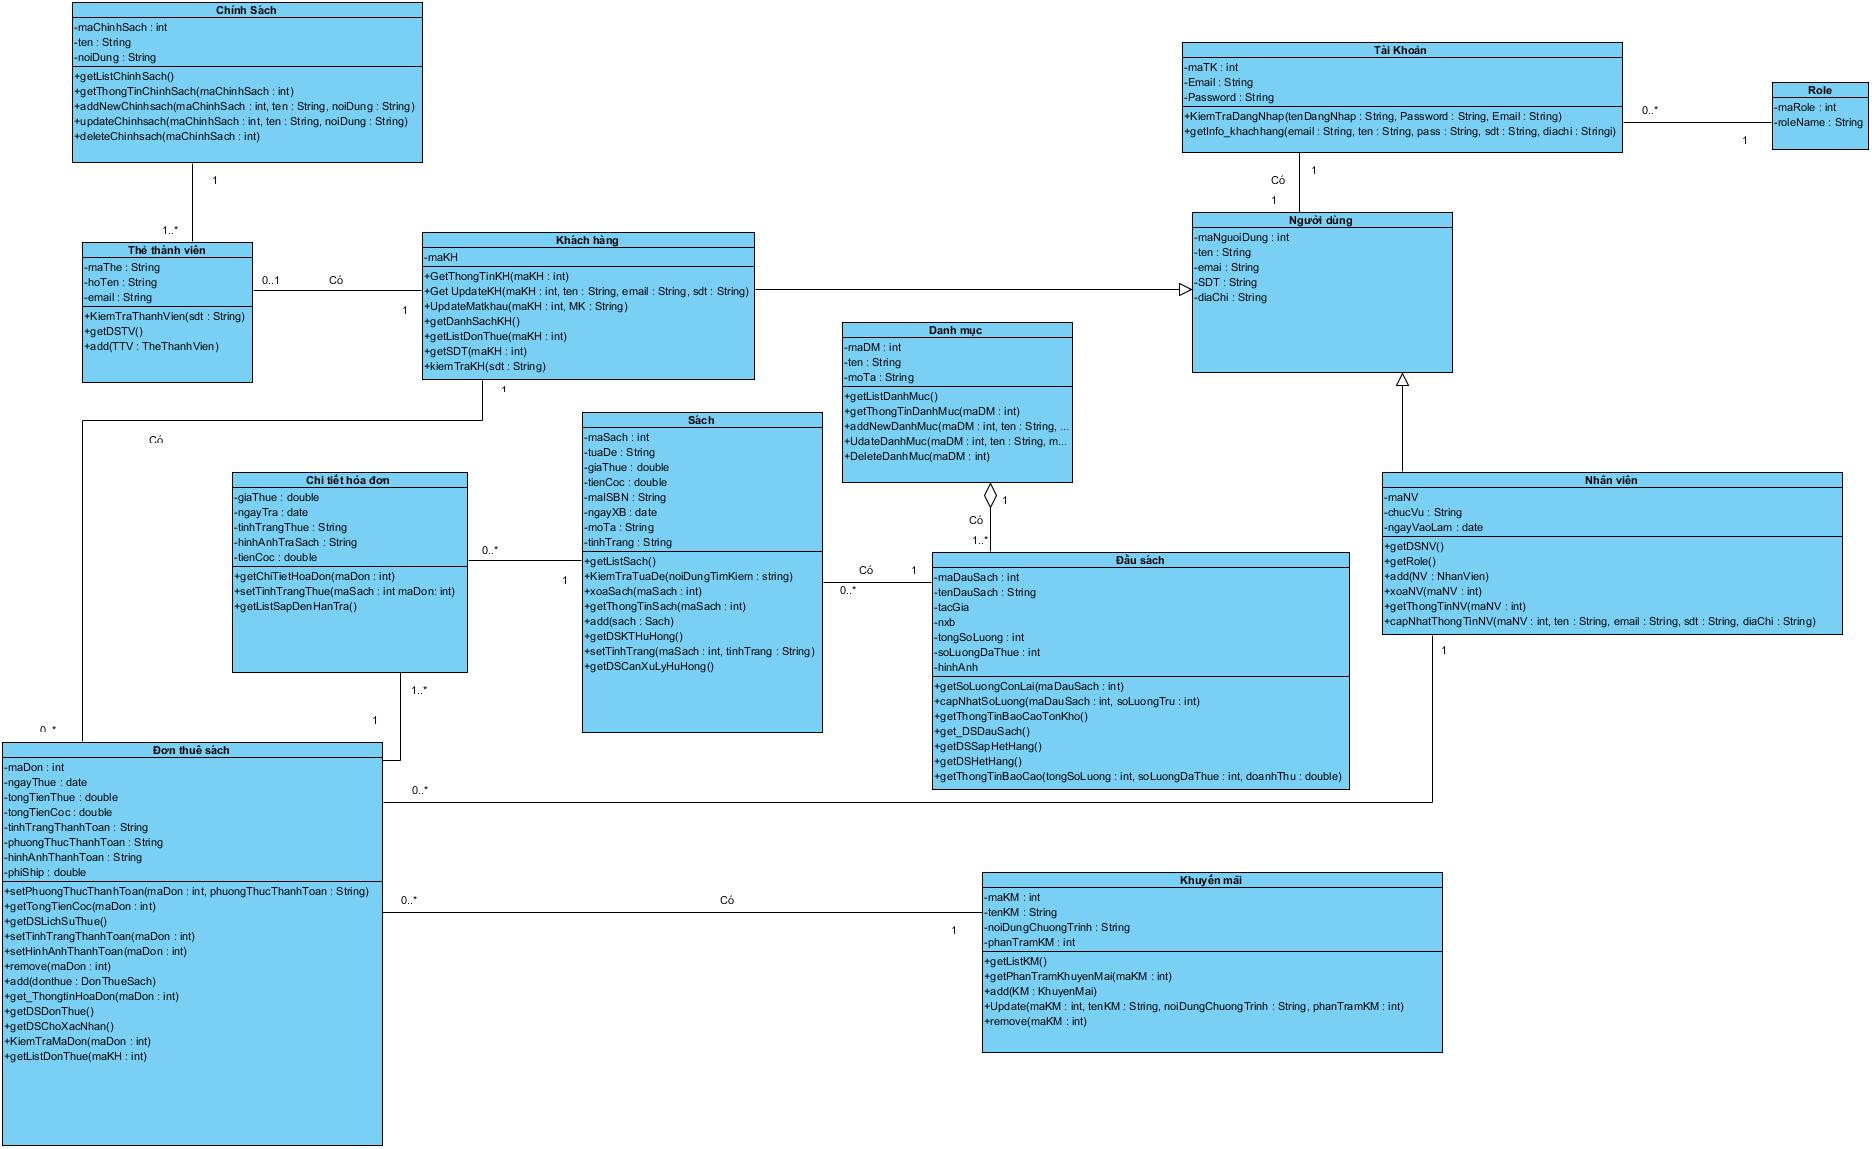 Chính Sách
-maChinhSach : int
-ten : String
-noiDung : String
+getListChinhSach()
+getThongTinChinhSach(maChinhSach : int)
+addNewChinhsach(maChinhSach : int, ten : String, noiDung : String)
+updateChinhsach(maChinhSach : int, ten : String, noiDung : String)
+deleteChinhsach(maChinhSach : int)
1
1..*
Thẻ thành viên
-maThe : String
-hoTen : String
-email : String
+KiemTraThanhVien(sdt : String)
+getDSTV()
+add(TTV : TheThanhVien)
0..1
Có
1
Khách hàng
-maKH
+GetThongTinKH(maKH : int)
+Get UpdateKH(maKH : int, ten : String, email : String, sdt : String)
+UpdateMatkhau(maKH : int, MK : String)
+getDanhSachKH()
+getListDonThue(maKH : int)
+getSDT(maKH : int)
+kiemTraKH(sdt : String)
1
Có
0..*
Tài Khoản
-maTK : int
-Email : String
-Password : String
+KiemTraDangNhap(tenDangNhap : String, Password : String, Email : String)
+getInfo_khachhang(email : String, ten : String, pass : String, sdt : String, diachi : Stringi)
0..*
1
Role
-maRole : int
-roleName : String
Có
1
1
Người dùng
-maNguoiDung : int
-ten : String
-emai : String
-SDT : String
-diaChi : String
Danh mục
-maDM : int
-ten : String
-moTa : String
+getListDanhMuc()
+getThongTinDanhMuc(maDM : int)
+addNewDanhMuc(maDM : int, ten : String, ...
+UdateDanhMuc(maDM : int, ten : String, m...
+DeleteDanhMuc(maDM : int)
1
Có
1..*
Sách
-maSach : int
-tuaDe : String
-giaThue : double
-tienCoc : double
-maISBN : String
-ngayXB : date
-moTa : String
-tinhTrang : String
+getListSach()
+KiemTraTuaDe(noiDungTimKiem : string)
+xoaSach(maSach : int)
+getThongTinSach(maSach : int)
+add(sach : Sach)
+getDSKTHuHong()
+setTinhTrang(maSach : int, tinhTrang : String)
+getDSCanXuLyHuHong()
Chi tiết hóa đơn
-giaThue : double
-ngayTra : date
-tinhTrangThue : String
-hinhAnhTraSach : String
-tienCoc : double
+getChiTietHoaDon(maDon : int)
+setTinhTrangThue(maSach : int maDon: int)
+getListSapDenHanTra()
0..*
1
1..*
1
Có
1
0..*
Đầu sách
-maDauSach : int
-tenDauSach : String
-tacGia
-nxb
-tongSoLuong : int
-soLuongDaThue : int
-hinhAnh
+getSoLuongConLai(maDauSach : int)
+capNhatSoLuong(maDauSach : int, soLuongTru : int)
+getThongTinBaoCaoTonKho()
+get_DSDauSach()
+getDSSapHetHang()
+getDSHetHang()
+getThongTinBaoCao(tongSoLuong : int, soLuongDaThue : int, doanhThu : double)
Nhân viên
-maNV
-chucVu : String
-ngayVaoLam : date
+getDSNV()
+getRole()
+add(NV : NhanVien)
+xoaNV(maNV : int)
+getThongTinNV(maNV : int)
+capNhatThongTinNV(maNV : int, ten : String, email : String, sdt : String, diaChi : String)
1
0..*
Đơn thuê sách
-maDon : int
-ngayThue : date
-tongTienThue : double
-tongTienCoc : double
-tinhTrangThanhToan : String
-phuongThucThanhToan : String
-hinhAnhThanhToan : String
-phiShip : double
+setPhuongThucThanhToan(maDon : int, phuongThucThanhToan : String)
+getTongTienCoc(maDon : int)
+getDSLichSuThue()
+setTinhTrangThanhToan(maDon : int)
+setHinhAnhThanhToan(maDon : int)
+remove(maDon : int)
+add(donthue : DonThueSach)
+get_ThongtinHoaDon(maDon : int)
+getDSDonThue()
+getDSChoXacNhan()
+KiemTraMaDon(maDon : int)
+getListDonThue(maKH : int)
0..*
Có
1
Khuyến mãi
-maKM : int
-tenKM : String
-noiDungChuongTrinh : String
-phanTramKM : int
+getListKM()
+getPhanTramKhuyenMai(maKM : int)
+add(KM : KhuyenMai)
+Update(maKM : int, tenKM : String, noiDungChuongTrinh : String, phanTramKM : int)
+remove(maKM : int)